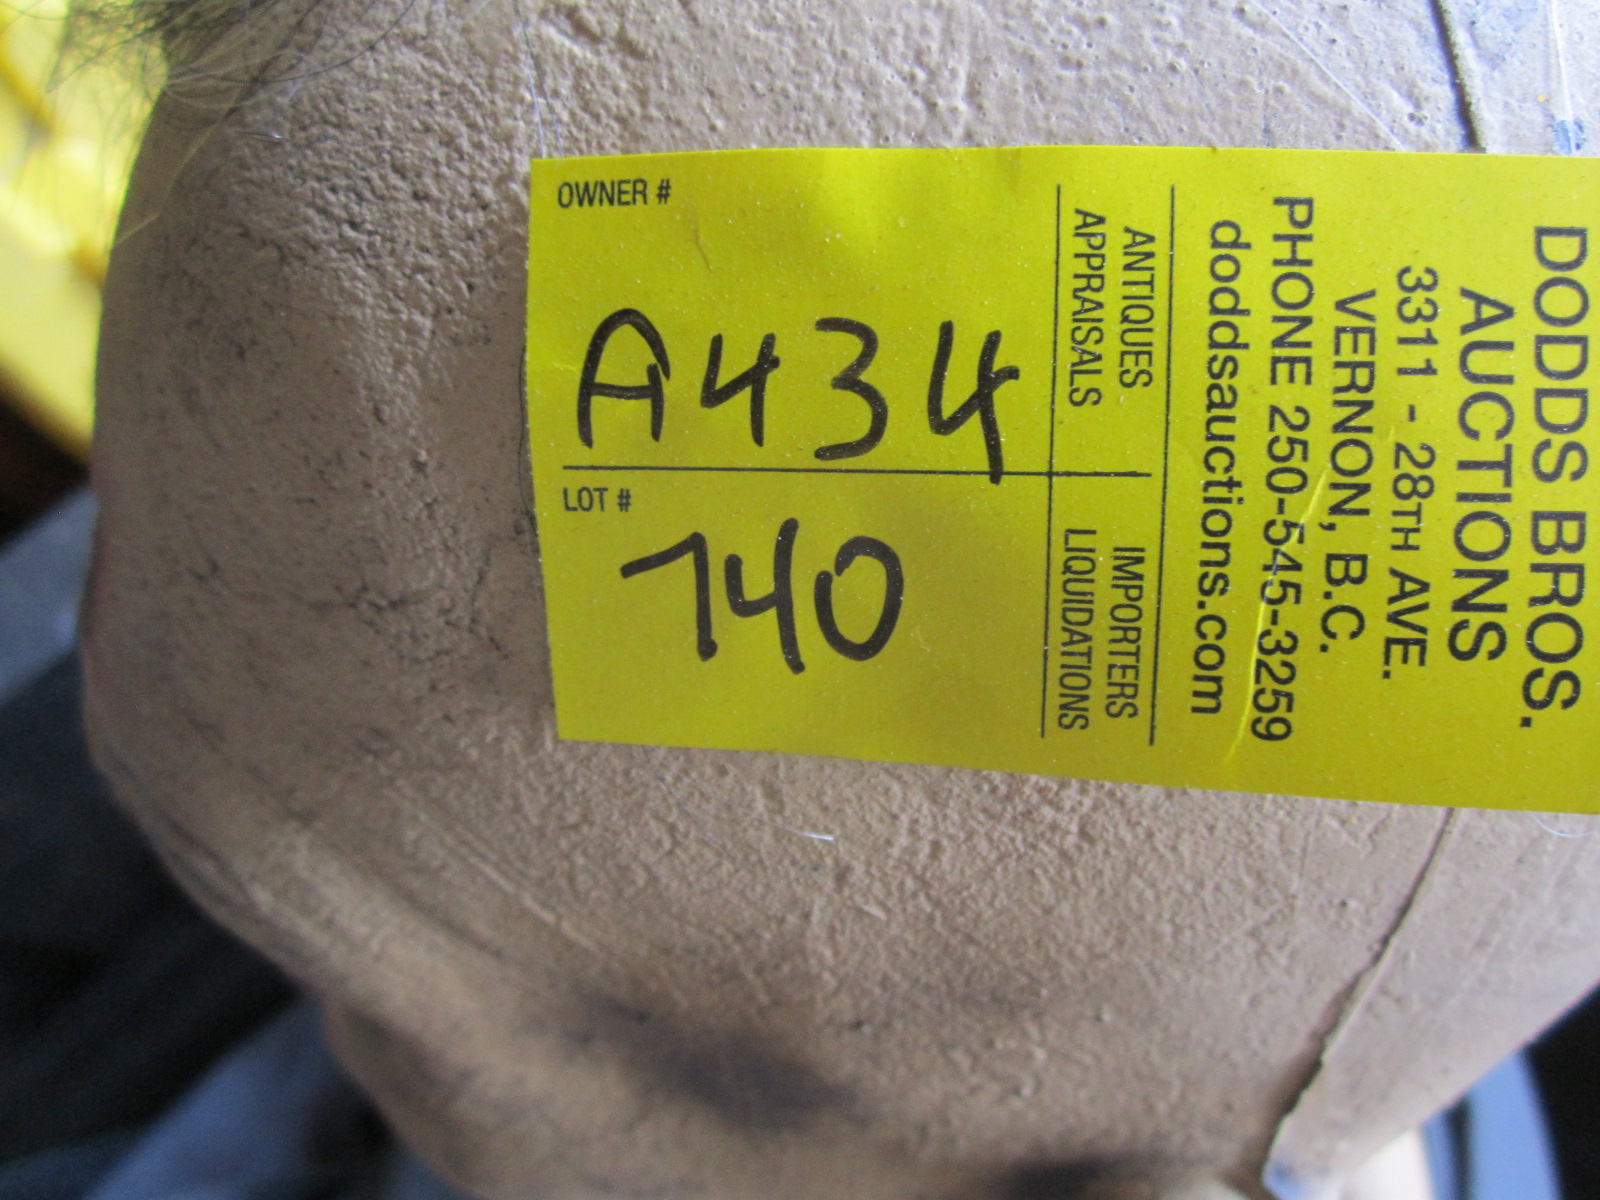 DODDS BROS.
AUCTIONS
3311 - 28TH AVE.
VERNON, B.C.
PHONE 250-545-3259
doddsauctions.com
ANTIQUES
APPRAISALS
IMPORTERS
LIQUIDATIONS
OWNER #
A434
LOT #
740